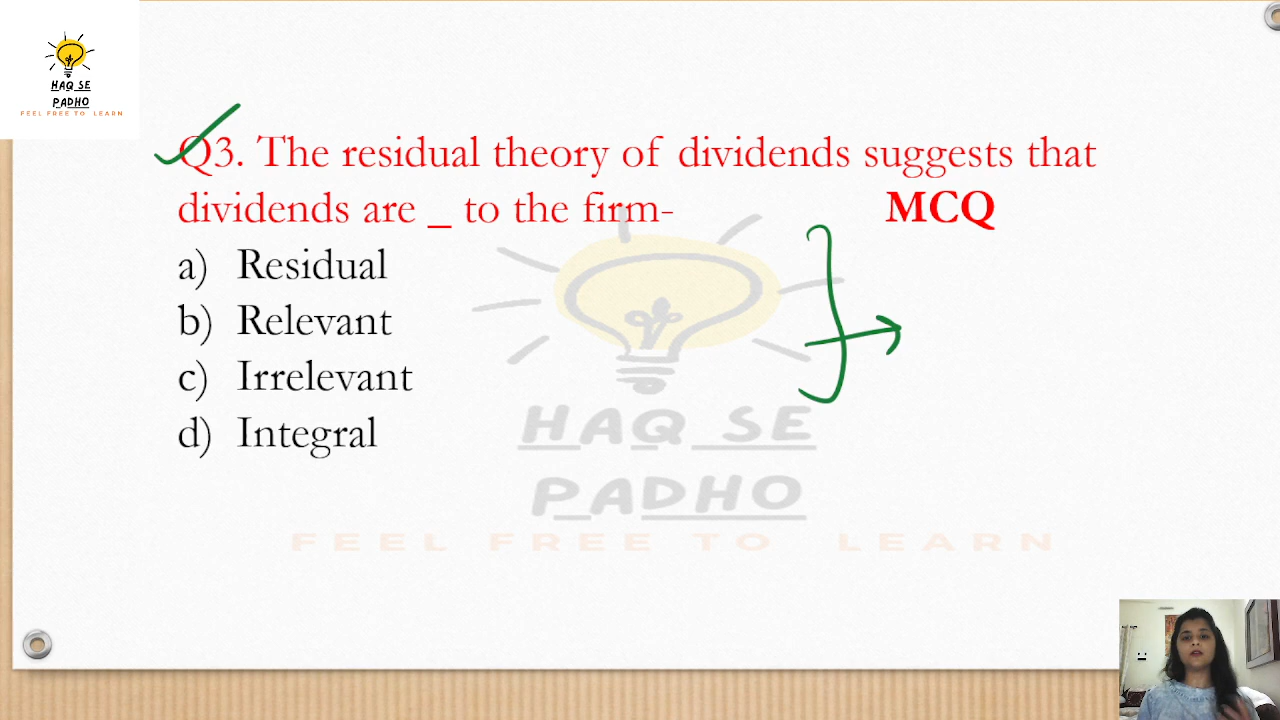 HAQ SE
PADHO
FEEL FREE TO LEARN
Q3. The residual theory of dividends suggests that
dividends are _ to the firm-
MCQ
a) Residual
b) Relevant
c) Irrelevant
d) Integral
HAQ SE
PADHO
FEEL FREE TO LEARN